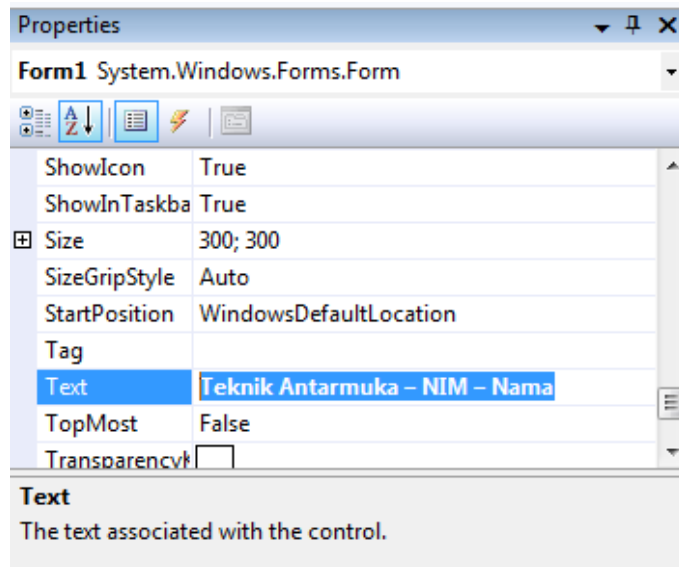 Properties
Form1 System.Windows.Forms.Form
ShowIcon True
ShowInTaskba True
Size 300; 300
SizeGripStyle Auto
StartPosition WindowsDefaultLocation
Tag
Text Teknik Antarmuka – NIM – Nama
TopMost False
TransparencyK
Text
The text associated with the control.